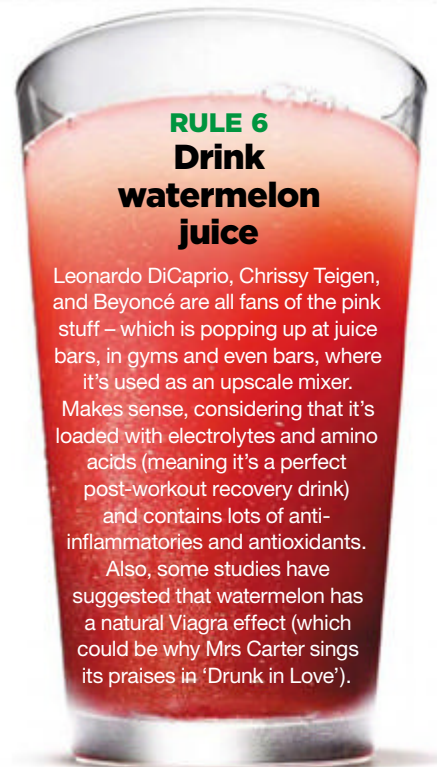 RULE 6
Drink
watermelon
juice
Leonardo DiCaprio, Chrissy Teigen,
and Beyoncé are all fans of the pink
stuff – which is popping up at juice
bars, in gyms and even bars, where
it's used as an upscale mixer.
Makes sense, considering that it's
loaded with electrolytes and amino
acids (meaning it's a perfect
post-workout recovery drink)
and contains lots of anti-
inflammatories and antioxidants.
Also, some studies have
suggested that watermelon has
a natural Viagra effect (which
could be why Mrs Carter sings
its praises in ‘Drunk in Love’).